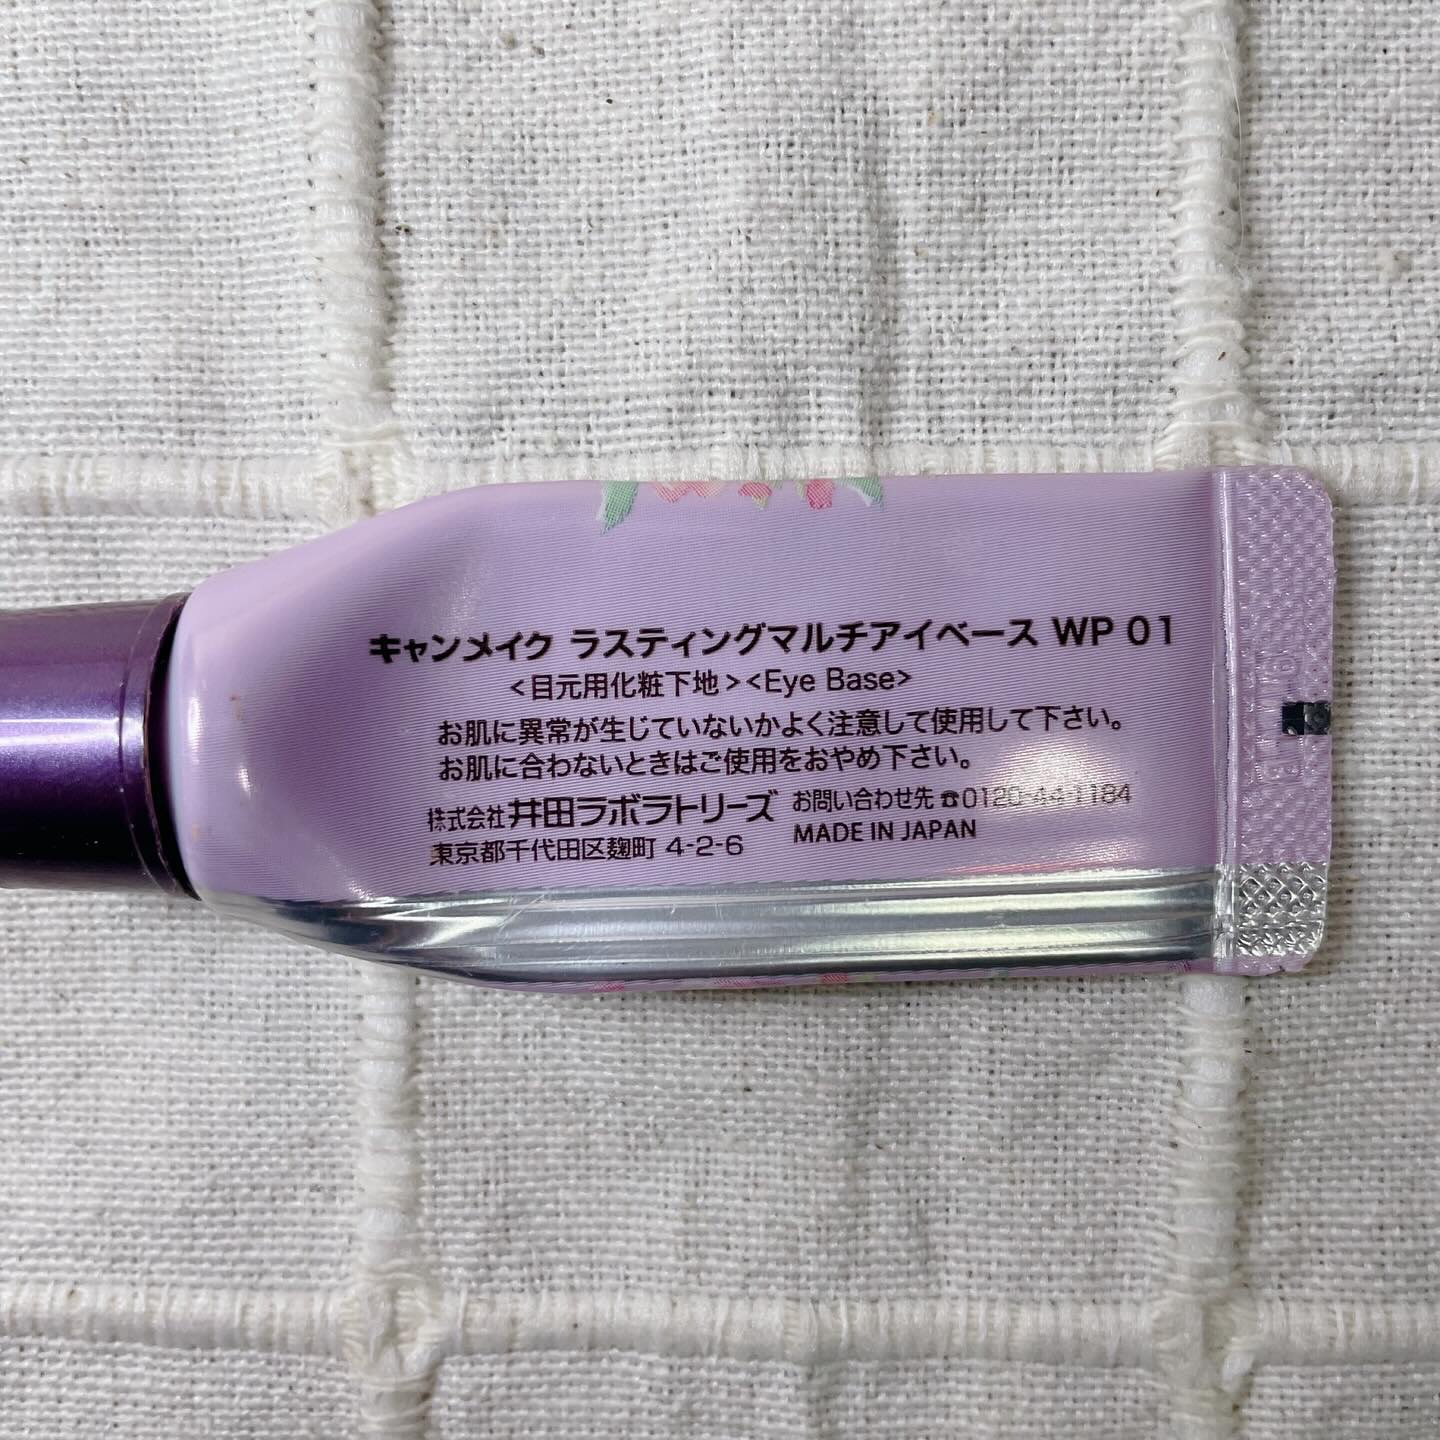 キャンメイク ラスティングマルチアイベース WP 01
<目元用化粧下地><Eye Base>
お肌に異常が生じていないかよく注意して使用して下さい。
お肌に合わないときはご使用をおやめ下さい。
株式会社 井田ラボラトリーズ
東京都千代田区麹町 4-2-6
お問い合わせ先 ☎0120-44-1184
MADE IN JAPAN